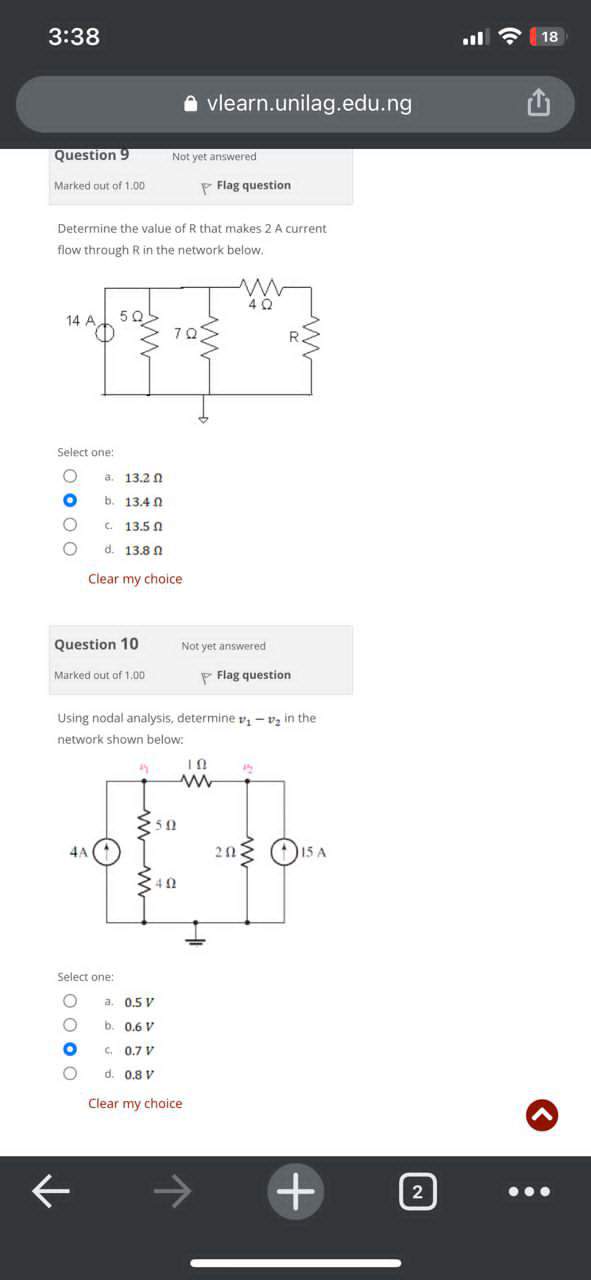 3:38
18
vlearn.unilag.edu.ng
Question 9
Not yet answered
Marked out of 1.00
Flag question
Determine the value of R that makes 2 A current
flow through R in the network below.
4 Ω
14 A
5 Ω
7 Ω
R
Select one:
a. 13.2 Ω
b. 13.4 Ω
c. 13.5 Ω
d. 13.8 Ω
Clear my choice
Question 10
Not yet answered
Marked out of 1.00
Flag question
Using nodal analysis, determine v₁ − v₂ in the
network shown below:
v₁
1 Ω
v₂
5 Ω
4A
2 Ω
15 A
4 Ω
Select one:
a. 0.5 V
b. 0.6 V
c. 0.7 V
d. 0.8 V
Clear my choice
2